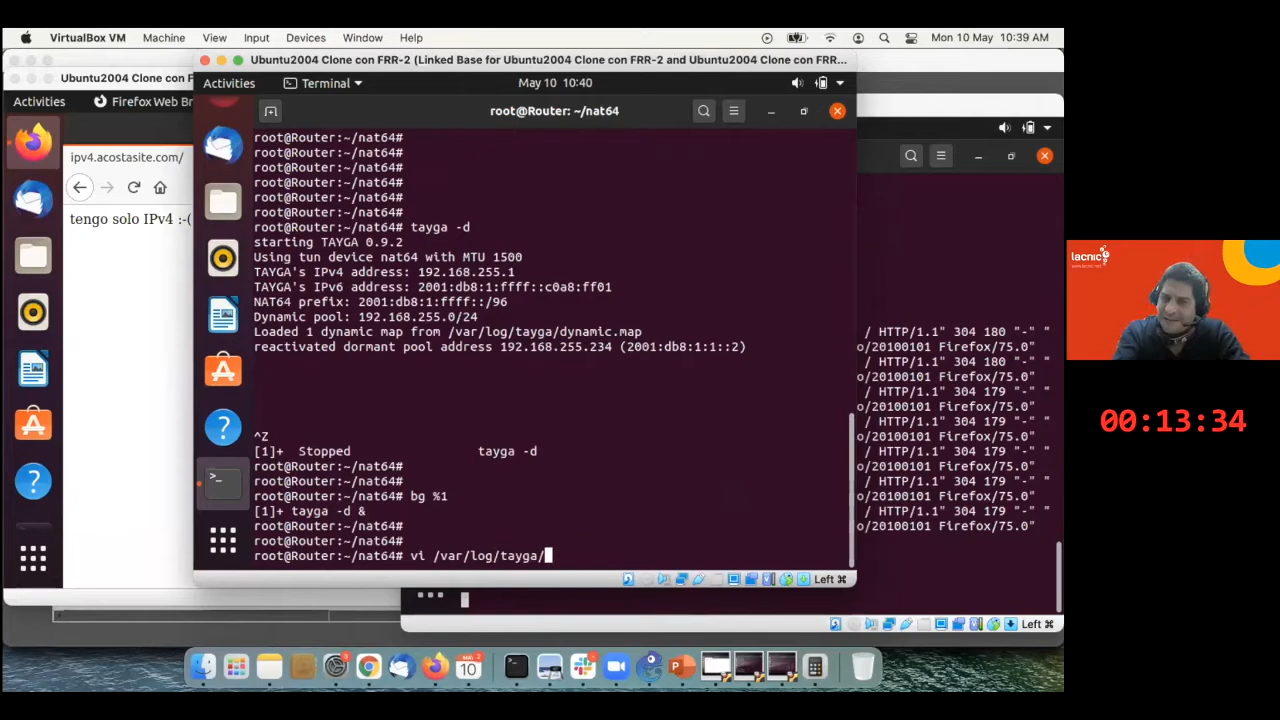 VirtualBox VM Machine View Input Devices Window Help Mon 10 May 10:39 AM
Ubuntu2004 Clone con FRR-2 (Linked Base for Ubuntu2004 Clone con FRR-2 and Ubuntu2004 Clone con FRR...
Ubuntu2004 Clone con F
Activities Terminal May 10 10:40
Activities Firefox Web Br
root@Router: ~/nat64
ipv4.acostasite.com/
tengo solo IPv4 :-(
root@Router:~/nat64#
root@Router:~/nat64#
root@Router:~/nat64#
root@Router:~/nat64#
root@Router:~/nat64#
root@Router:~/nat64#
root@Router:~/nat64# tayga -d
starting TAYGA 0.9.2
Using tun device nat64 with MTU 1500
TAYGA's IPv4 address: 192.168.255.1
TAYGA's IPv6 address: 2001:db8:1:ffff::c0a8:ff01
NAT64 prefix: 2001:db8:1:ffff::/96
Dynamic pool: 192.168.255.0/24
Loaded 1 dynamic map from /var/log/tayga/dynamic.map
reactivated dormant pool address 192.168.255.234 (2001:db8:1:1::2)
^Z
[1]+ Stopped tayga -d
root@Router:~/nat64#
root@Router:~/nat64#
root@Router:~/nat64# bg %1
[1]+ tayga -d &
root@Router:~/nat64#
root@Router:~/nat64#
root@Router:~/nat64# vi /var/log/tayga/
Left ⌘
/ HTTP/1.1" 304 180 "-" "
o/20100101 Firefox/75.0"
/ HTTP/1.1" 304 180 "-" "
o/20100101 Firefox/75.0"
/ HTTP/1.1" 304 179 "-" "
o/20100101 Firefox/75.0"
/ HTTP/1.1" 304 179 "-" "
o/20100101 Firefox/75.0"
/ HTTP/1.1" 304 179 "-" "
o/20100101 Firefox/75.0"
/ HTTP/1.1" 304 179 "-" "
o/20100101 Firefox/75.0"
/ HTTP/1.1" 304 179 "-" "
o/20100101 Firefox/75.0"
Left ⌘
lacnic
00:13:34